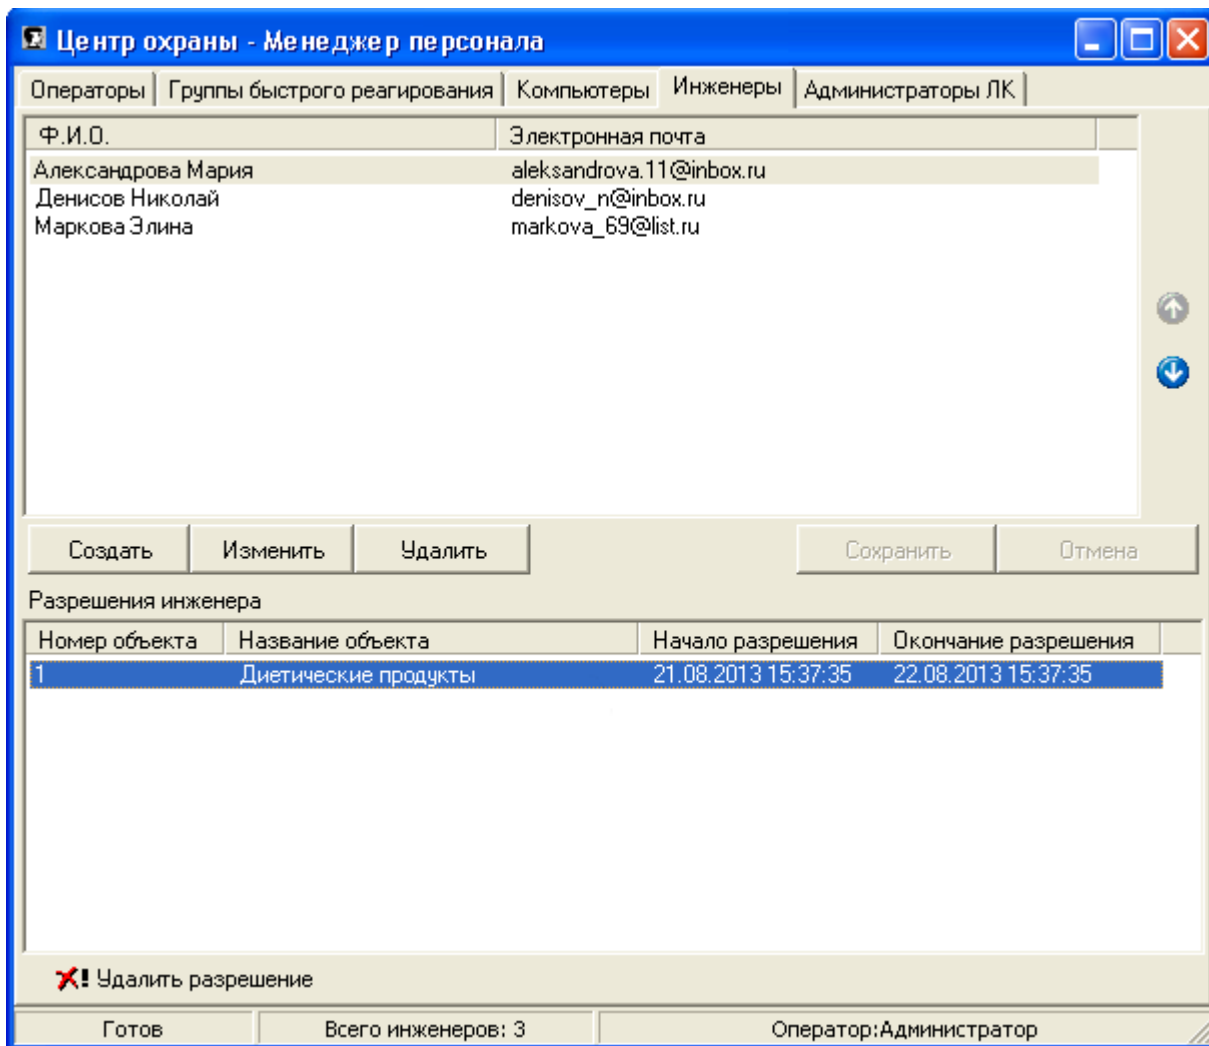 Центр охраны - Менеджер персонала
Операторы Группы быстрого реагирования Компьютеры Инженеры Администраторы ЛК
Ф.И.О. Электронная почта
Александрова Мария aleksandrova.11@inbox.ru
Денисов Николай denisov_n@inbox.ru
Маркова Элина markova_69@list.ru
Создать Изменить Удалить Сохранить Отмена
Разрешения инженера
Номер объекта Название объекта Начало разрешения Окончание разрешения
1 Диетические продукты 21.08.2013 15:37:35 22.08.2013 15:37:35
Удалить разрешение
Готов Всего инженеров: 3 Оператор:Администратор